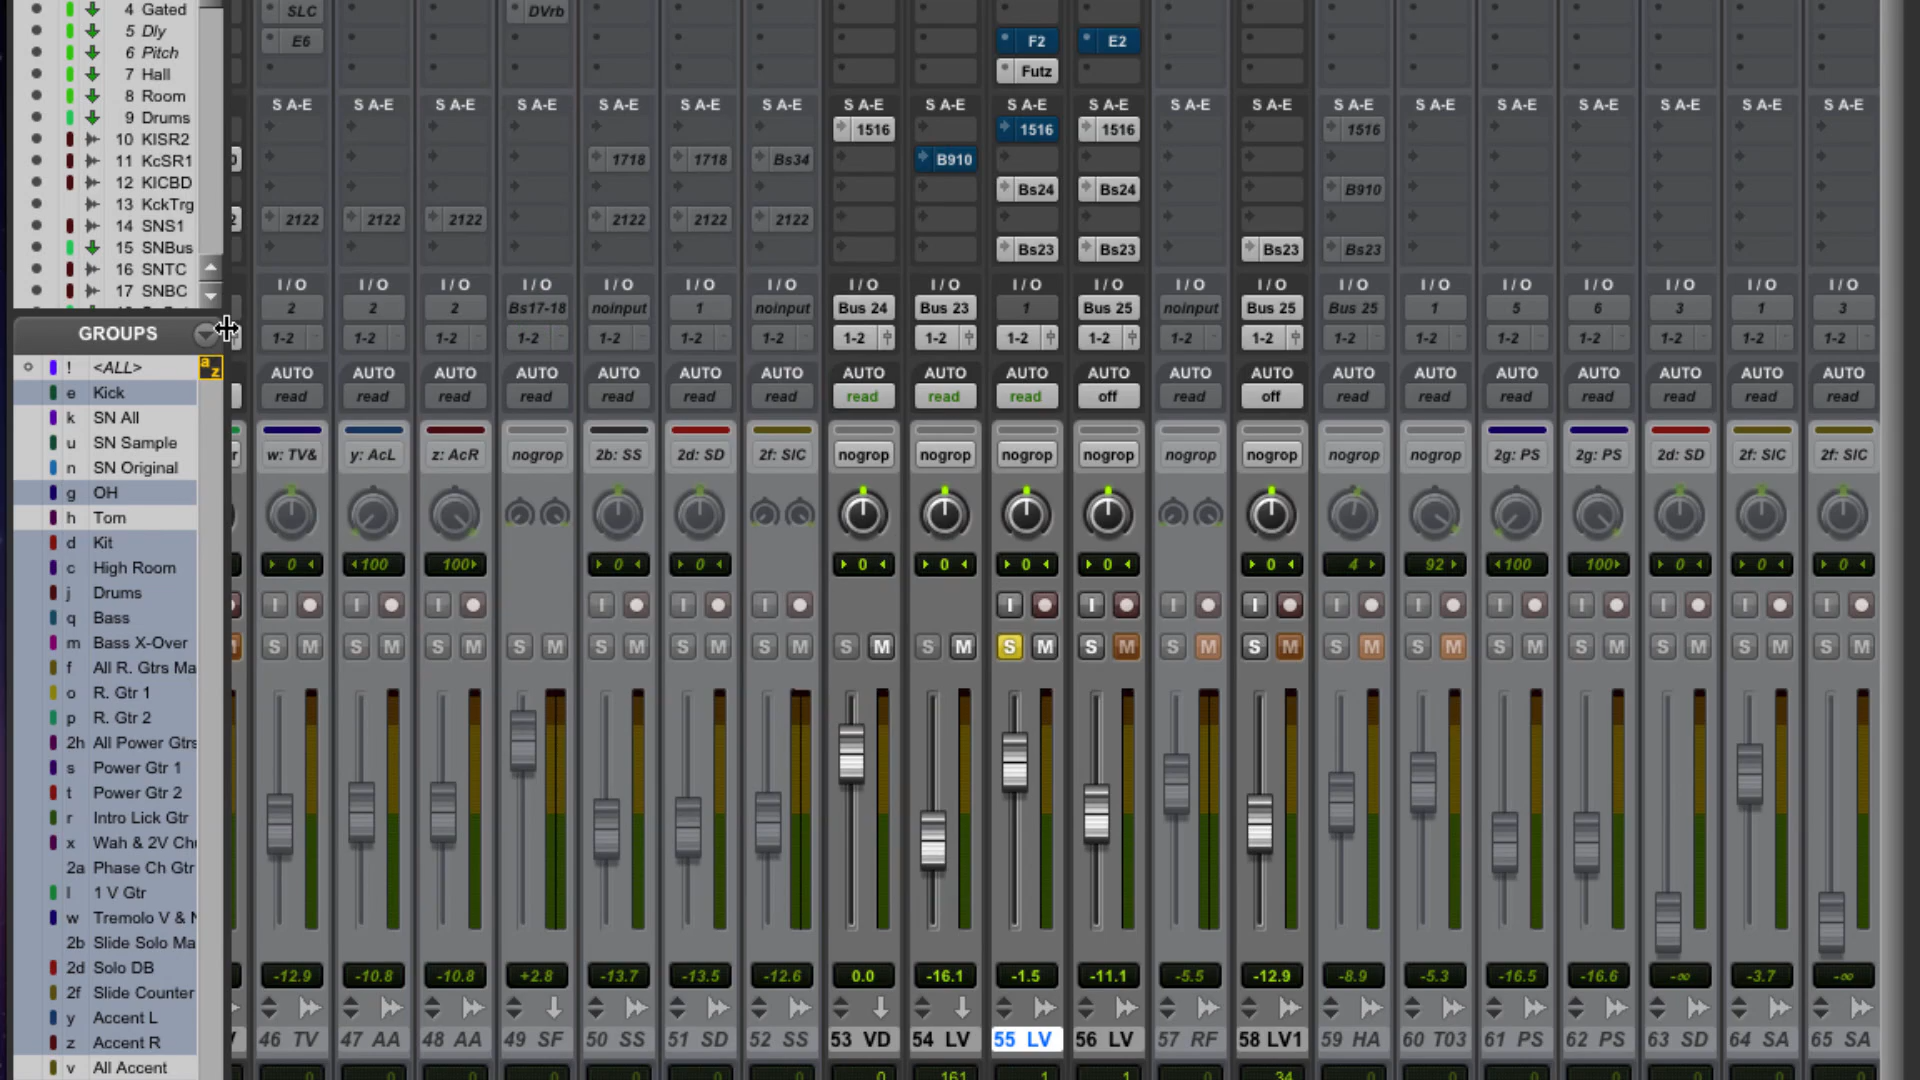 4 Gated
5 Dly
6 Pitch
7 Hall
8 Room
9 Drums
10 KISR2
11 KcSR1
12 KICBD
13 KckTrg
14 SNS1
15 SNBus
16 SNTC
17 SNBC
GROUPS
! <ALL> a z
e Kick
k SN All
u SN Sample
n SN Original
g OH
h Tom
d Kit
c High Room
j Drums
q Bass
m Bass X-Over
f All R. Gtrs Ma
o R. Gtr 1
p R. Gtr 2
2h All Power Gtrs
s Power Gtr 1
t Power Gtr 2
r Intro Lick Gtr
x Wah & 2V Ch
2a Phase Ch Gtr
l 1 V Gtr
w Tremolo V &
2b Slide Solo Ma
2d Solo DB
2f Slide Counter
y Accent L
z Accent R
v All Accent
SLC DVrb
E6 F2 E2
Futz
S A-E S A-E S A-E S A-E S A-E S A-E S A-E S A-E S A-E S A-E S A-E S A-E S A-E S A-E S A-E S A-E S A-E S A-E S A-E S A-E
1516 1516 1516 1516
1718 1718 Bs34 B910
Bs24 Bs24 B910
2122 2122 2122 2122 2122 2122
Bs23 Bs23 Bs23 Bs23
I/O I/O I/O I/O I/O I/O I/O I/O I/O I/O I/O I/O I/O I/O I/O I/O I/O I/O I/O I/O
2 2 2 Bs17-18 noinput 1 noinput Bus 24 Bus 23 1 Bus 25 noinput Bus 25 Bus 25 1 5 6 3 1 3
1-2 1-2 1-2 1-2 1-2 1-2 1-2 1-2 1-2 1-2 1-2 1-2 1-2 1-2 1-2 1-2 1-2 1-2 1-2 1-2
AUTO AUTO AUTO AUTO AUTO AUTO AUTO AUTO AUTO AUTO AUTO AUTO AUTO AUTO AUTO AUTO AUTO AUTO AUTO AUTO
read read read read read read read read read read off read off read read read read read read read
w: TV& y: AcL z: AcR nogrop 2b: SS 2d: SD 2f: SIC nogrop nogrop nogrop nogrop nogrop nogrop nogrop nogrop 2g: PS 2g: PS 2d: SD 2f: SIC 2f: SIC
0 100 100 0 0 0 0 0 0 0 0 4 92 100 100 0 0 0
I I I I I I I I I I I I I I I I I
S M S M S M S M S M S M S M S M S M S M S M S M S M S M S M S M S M S M S M S M
-12.9 -10.8 -10.8 +2.8 -13.7 -13.5 -12.6 0.0 -16.1 -1.5 -11.1 -5.5 -12.9 -8.9 -5.3 -16.5 -16.6 -∞ -3.7 -∞
46 TV 47 AA 48 AA 49 SF 50 SS 51 SD 52 SS 53 VD 54 LV 55 LV 56 LV 57 RF 58 LV1 59 HA 60 T03 61 PS 62 PS 63 SD 64 SA 65 SA